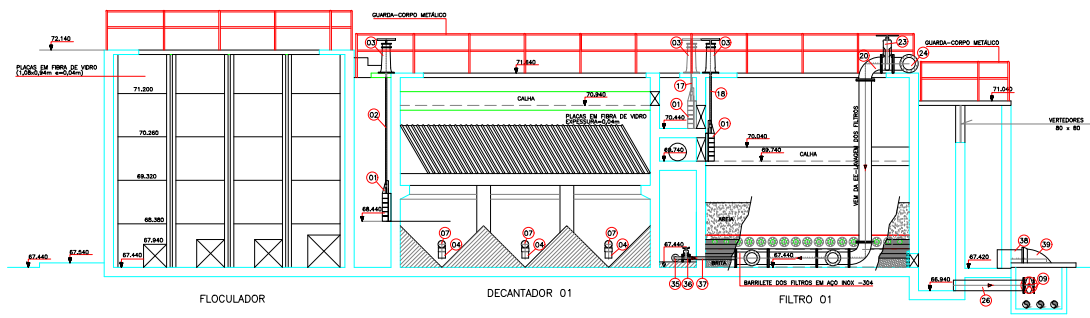 GUARDA-CORPO METÁLICO
72.140
PLACAS EM FIBRA DE VIDRO
(1,08x0,94m e=0,04m)
71.200
70.260
69.320
68.380
67.940
67.440
67.540
67.440
FLOCULADOR
03
02
01
68.440
71.640
CALHA
70.940
PLACAS EM FIBRA DE VIDRO
EXPESSURA=0,04m
07
04
07
04
07
04
DECANTADOR 01
03
03
17
01
18
01
70.440
69.740
70.040
69.740
CALHA
VEM DA EE-LAVAGEM DOS FILTROS
20
23
24
AREIA
BRITA
67.440
67.440
35
36
37
BARRILETE DOS FILTROS EM AÇO INOX -304
FILTRO 01
GUARDA-CORPO METÁLICO
71.040
VERTEDORES
80 x 80
38
39
67.420
66.940
26
09